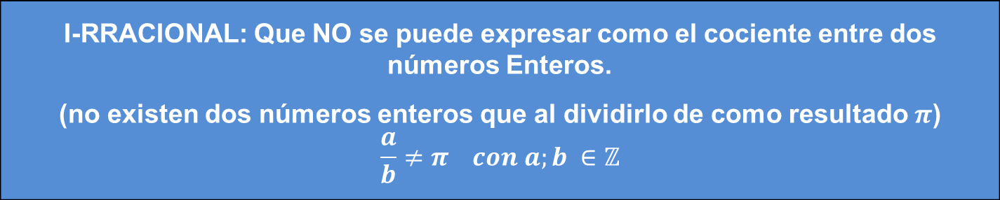 I-RRACIONAL: Que NO se puede expresar como el cociente entre dos
números Enteros.
(no existen dos números enteros que al dividirlo de como resultado π)
a/b ≠ π con a; b ∈ ℤ